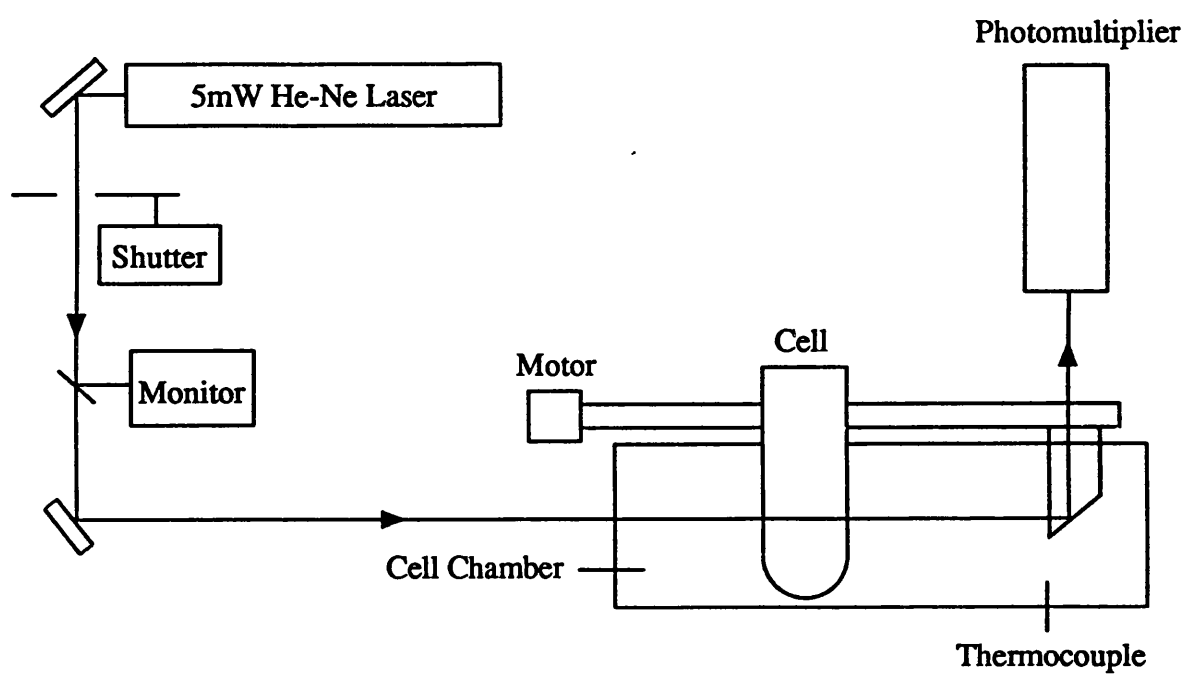 Photomultiplier
5mW He-Ne Laser
Shutter
Cell
Motor
Monitor
Cell Chamber
Thermocouple